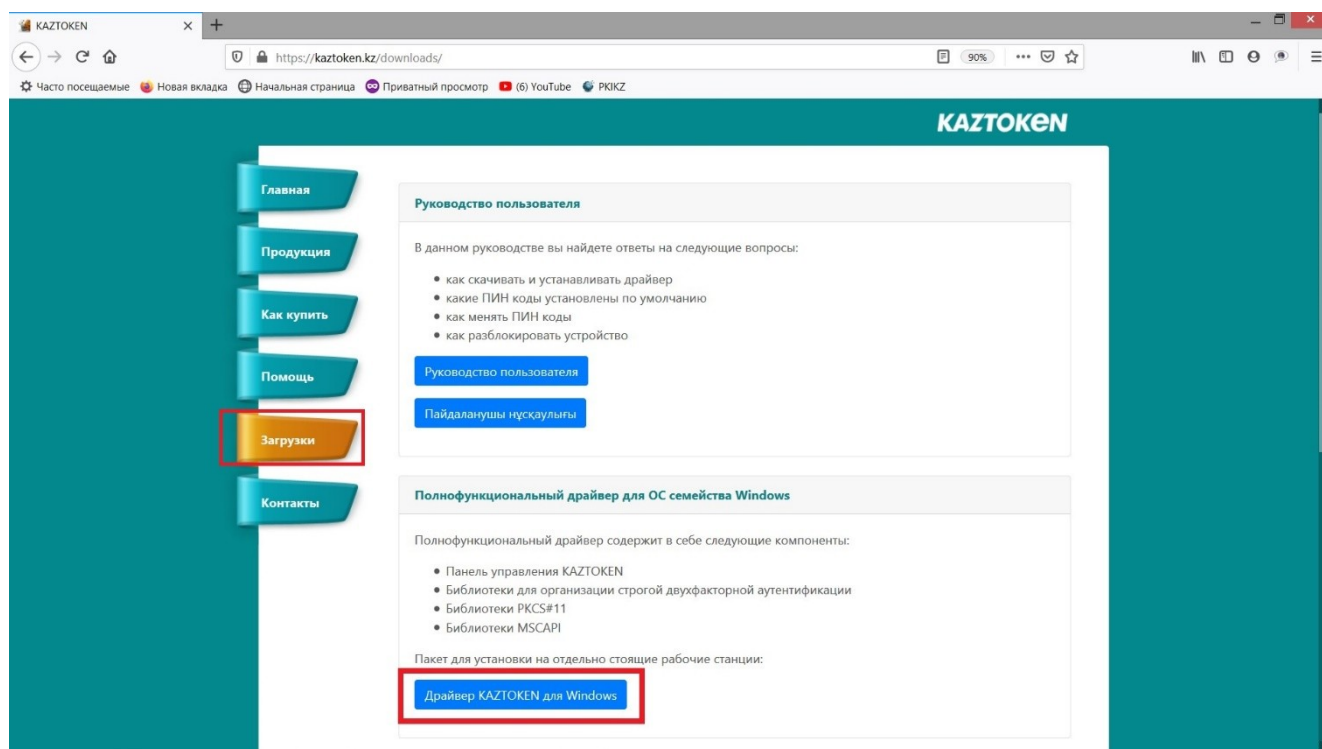 KAZTOKEN
https://kaztoken.kz/downloads/
90%
Часто посещаемые Новая вкладка Начальная страница Приватный просмотр (6) YouTube PKIKZ
KAZTOKEN
Главная
Продукция
Как купить
Помощь
Загрузки
Контакты
Руководство пользователя
В данном руководстве вы найдете ответы на следующие вопросы:
как скачивать и устанавливать драйвер
какие ПИН коды установлены по умолчанию
как менять ПИН коды
как разблокировать устройство
Руководство пользователя
Пайдаланушы нұсқаулығы
Полнофункциональный драйвер для ОС семейства Windows
Полнофункциональный драйвер содержит в себе следующие компоненты:
Панель управления KAZTOKEN
Библиотеки для организации строгой двухфакторной аутентификации
Библиотеки PKCS#11
Библиотеки MSCAPI
Пакет для установки на отдельно стоящие рабочие станции:
Драйвер KAZTOKEN для Windows